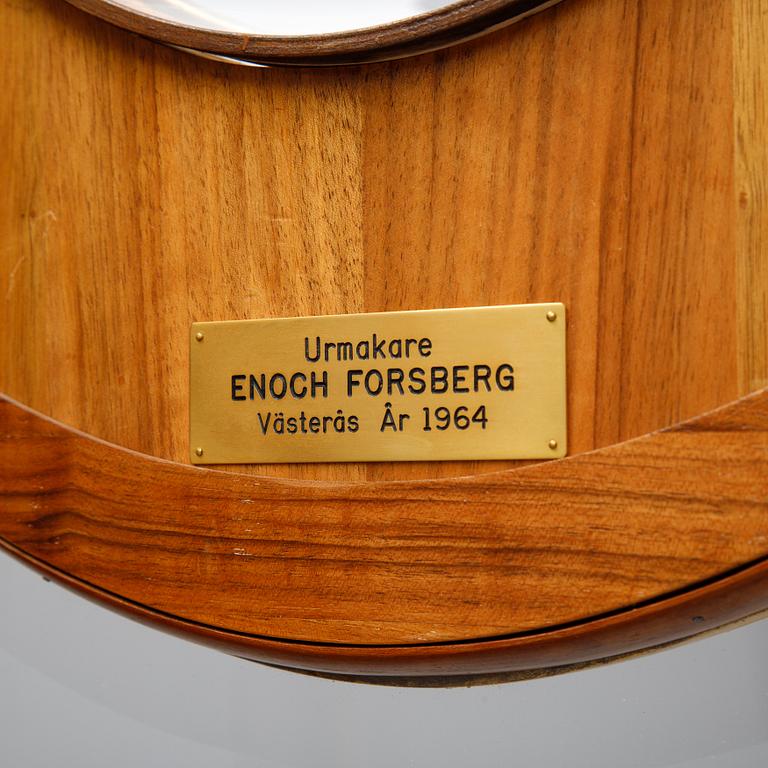 Urmakare
ENOCH FORSBERG
Västerås År 1964